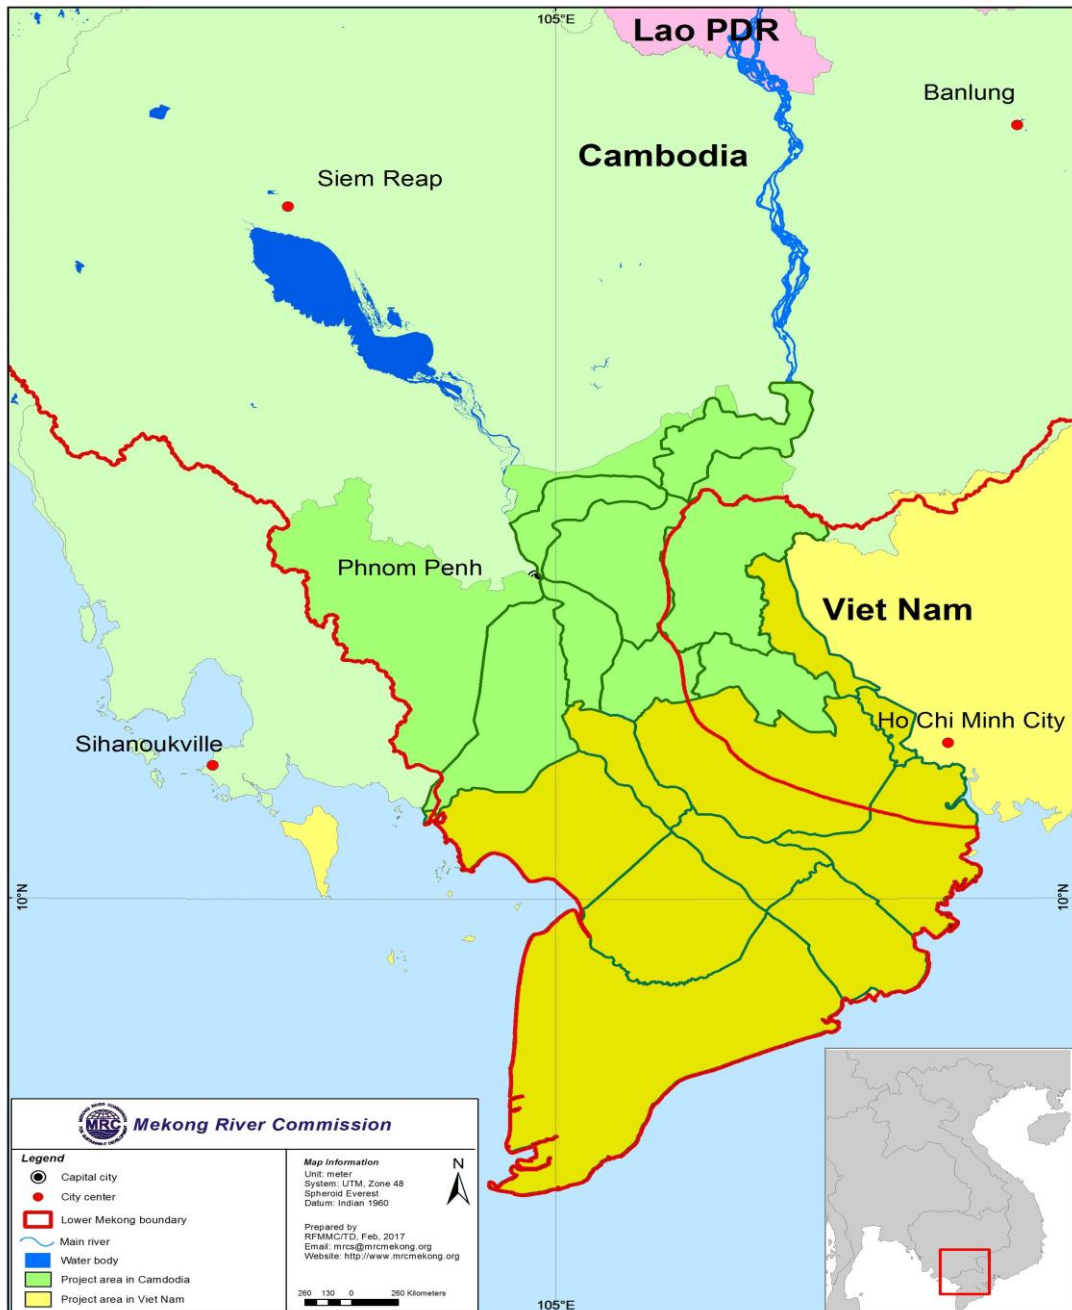 105°E
Lao PDR
Banlung
Cambodia
Siem Reap
Phnom Penh
Viet Nam
Ho Chi Minh City
Sihanoukville
10°N
10°N
MRC
Mekong River Commission
Legend
Capital city
City center
Lower Mekong boundary
Main river
Water body
Project area in Camdodia
Project area in Viet Nam
Map information
Unit: meter
System: UTM, Zone 48
Spheroid Everest
Datum: Indian 1960
Prepared by
RFMMC/TD, Feb, 2017
Email: mrcs@mrcmekong.org
Website: http://www.mrcmekong.org
N
260 130 0 260 Kilometers
105°E